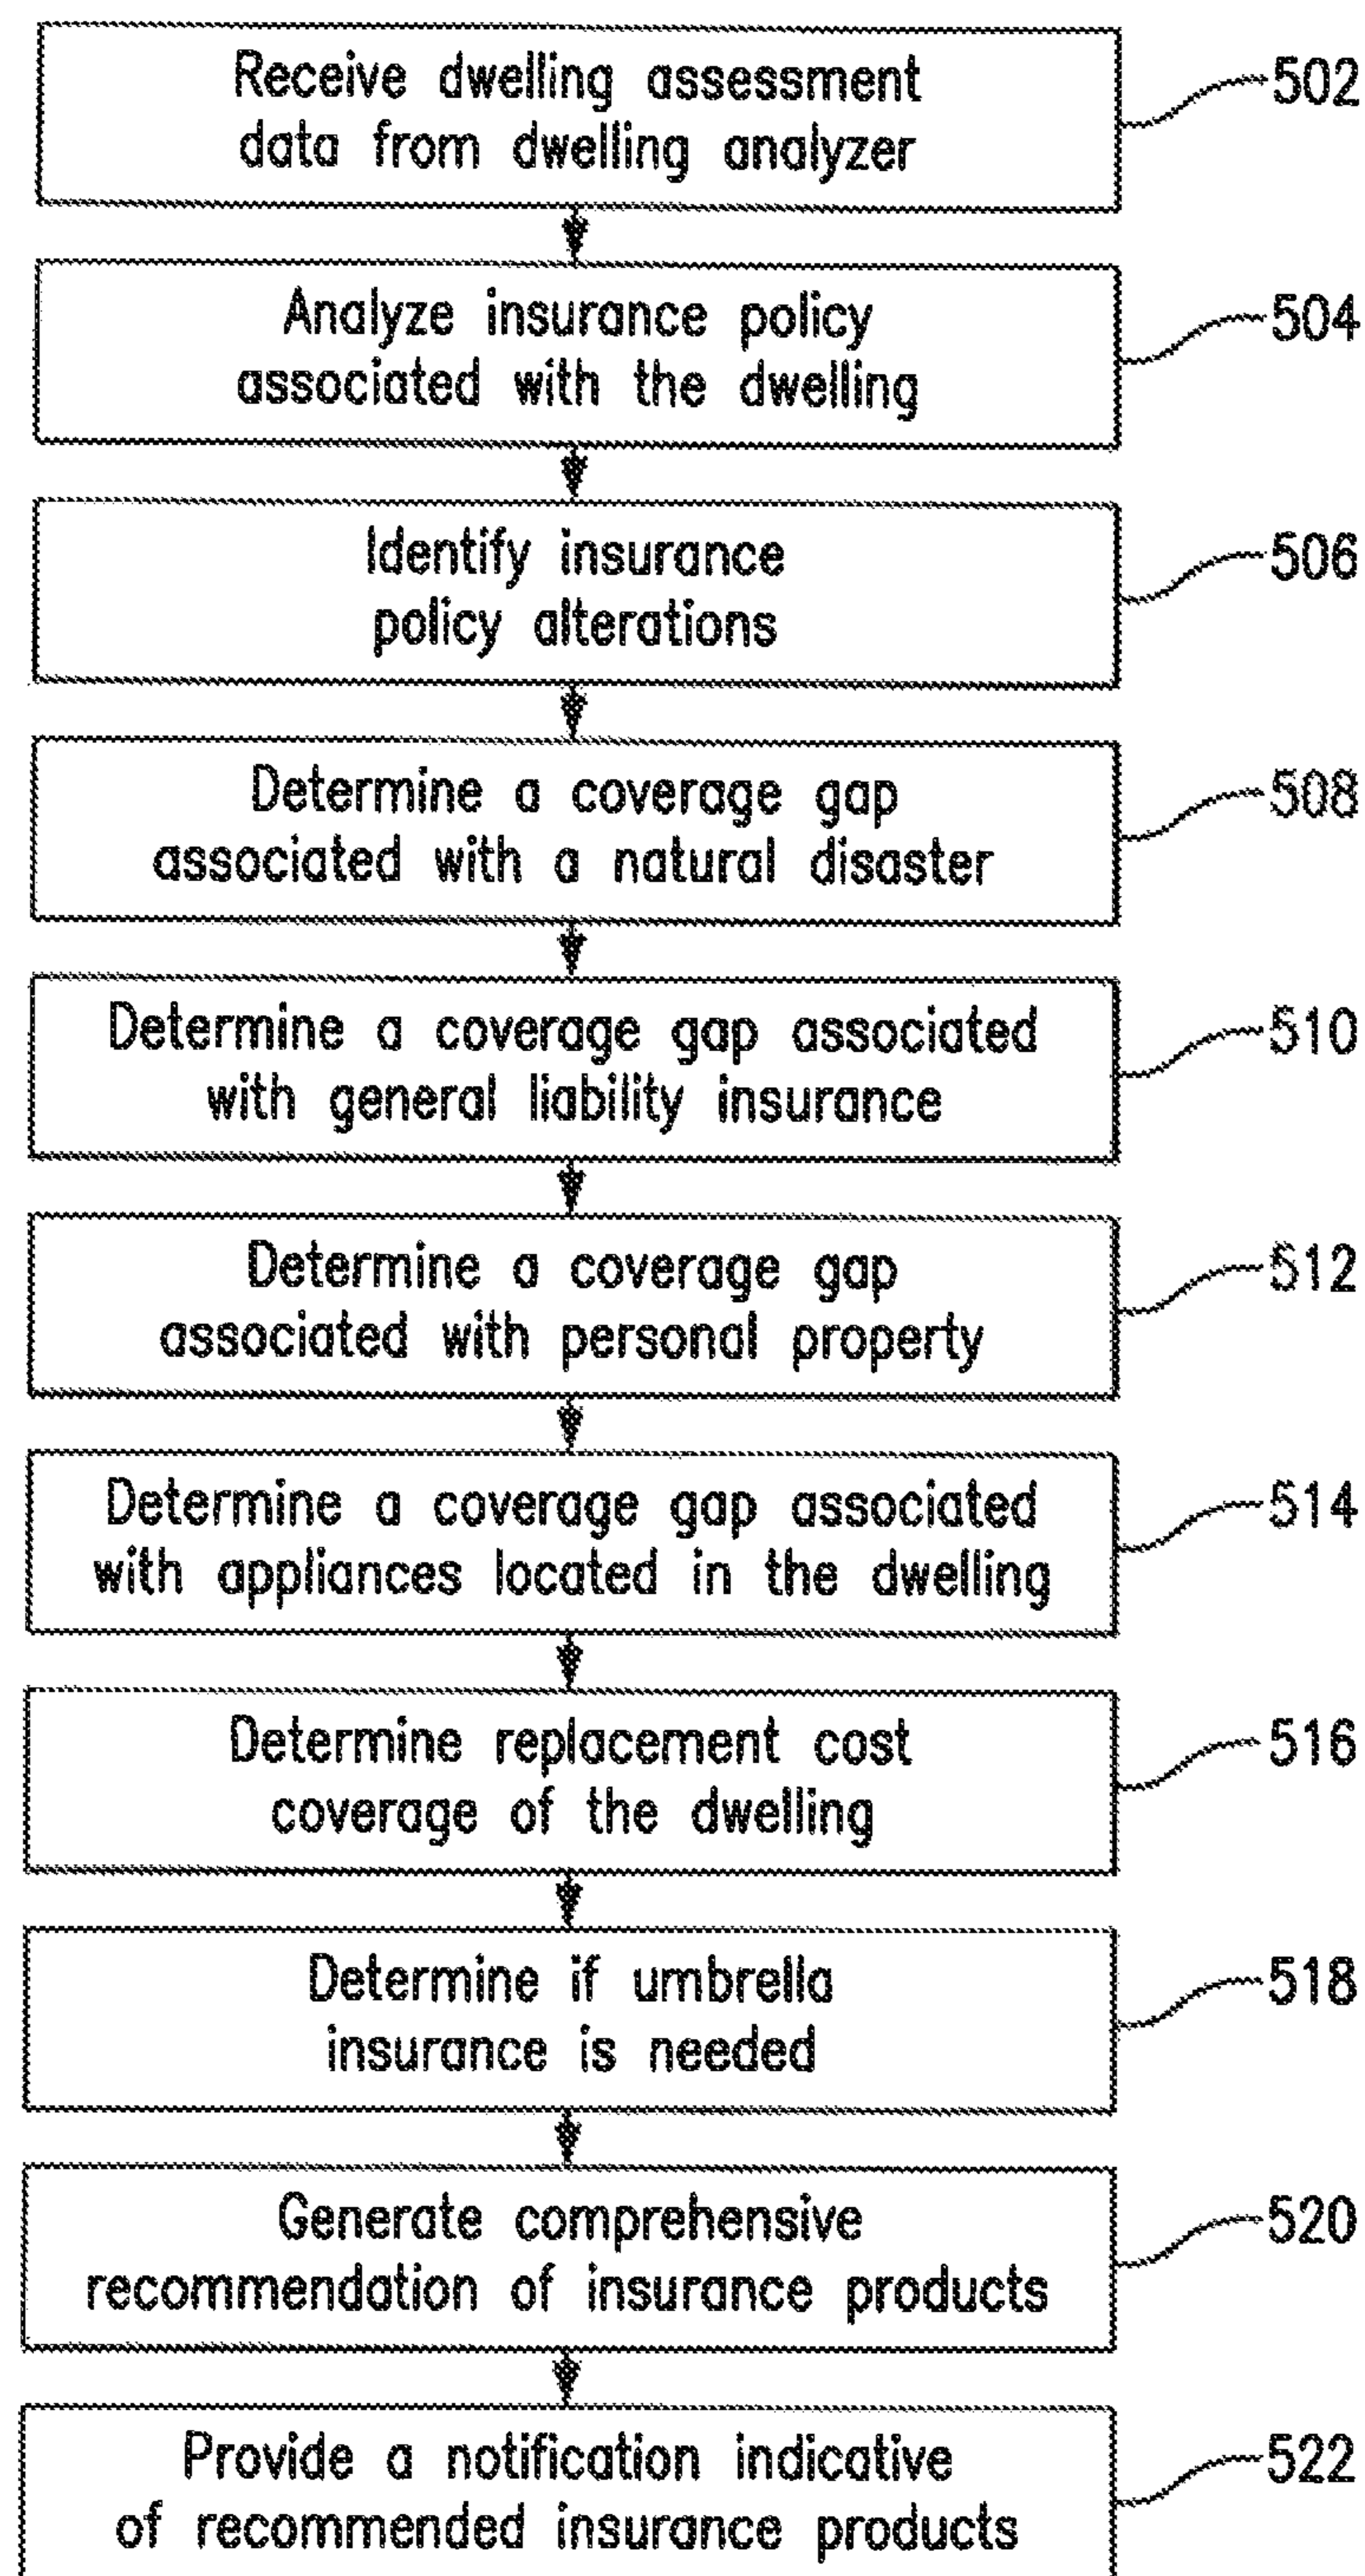 Receive dwelling assessment
data from dwelling analyzer
502
Analyze insurance policy
associated with the dwelling
504
Identify insurance
policy alterations
506
Determine a coverage gap
associated with a natural disaster
508
Determine a coverage gap associated
with general liability insurance
510
Determine a coverage gap
associated with personal property
512
Determine a coverage gap associated
with appliances located in the dwelling
514
Determine replacement cost
coverage of the dwelling
516
Determine if umbrella
insurance is needed
518
Generate comprehensive
recommendation of insurance products
520
Provide a notification indicative
of recommended insurance products
522